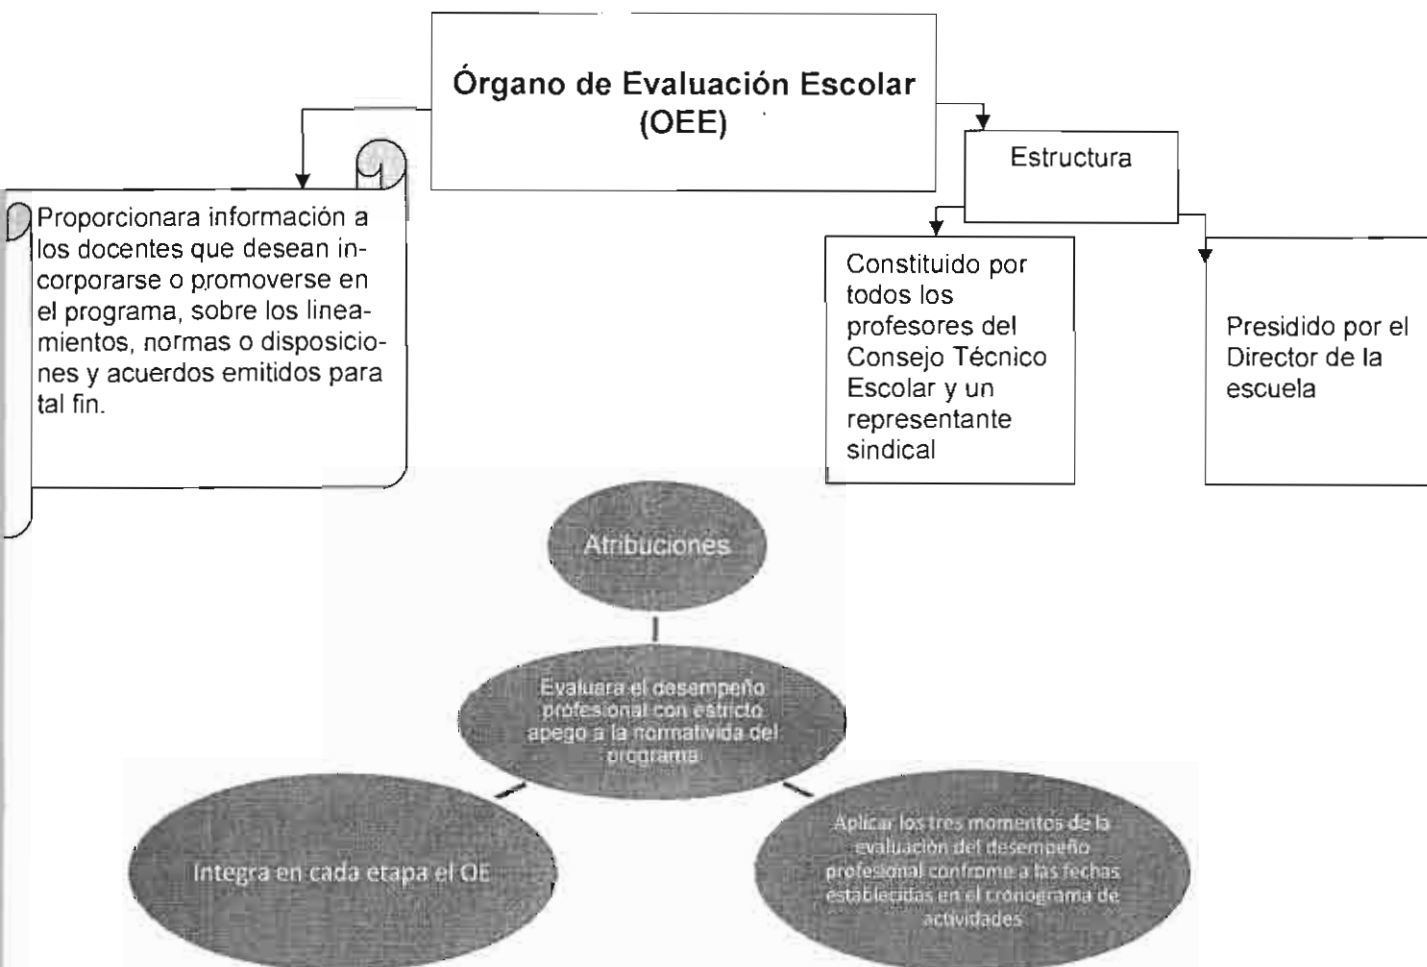 Órgano de Evaluación Escolar
(OEE)
Estructura
Proporcionara información a
los docentes que desean in-
corporarse o promoverse en
el programa, sobre los linea-
mientos, normas o disposicio-
nes y acuerdos emitidos para
tal fin.
Constituido por
todos los
profesores del
Consejo Técnico
Escolar y un
representante
sindical
Presidido por el
Director de la
escuela
Atribuciones
Evaluara el desempeño
profesional con estricto
apego a la normativida del
programa
Integra en cada etapa el OE
Aplicar los tres momentos de la
evaluación del desempeño
profesional confrome a las fechas
establecidas en el cronograma de
actividades